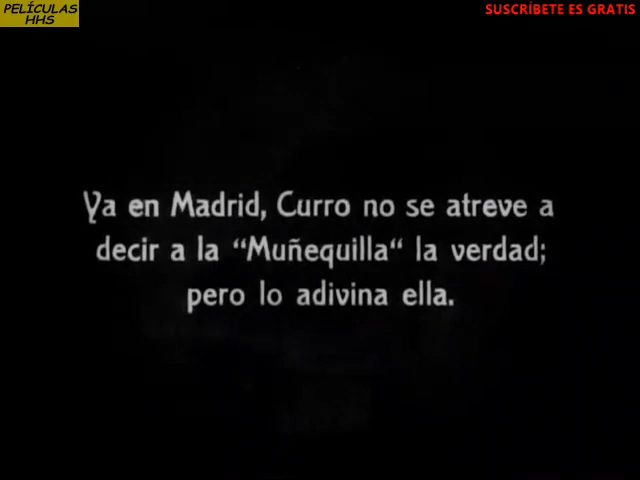 PELÍCULAS
HHS
SUSCRÍBETE ES GRATIS
Ya en Madrid, Curro no se atreve a
decir a la “Muñequilla“ la verdad;
pero lo adivina ella.